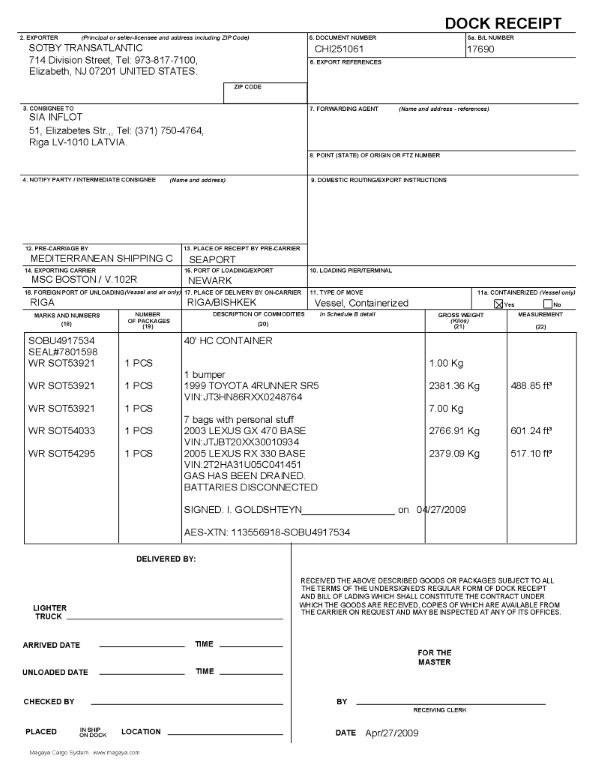 DOCK RECEIPT
2. EXPORTER (Principal or seller-licensee and address including ZIP Code)
SOTBY TRANSATLANTIC
714 Division Street, Tel: 973-817-7100,
Elizabeth, NJ 07201 UNITED STATES.
ZIP CODE
5. DOCUMENT NUMBER
CHI251061
5a. B/L NUMBER
17690
6. EXPORT REFERENCES
3. CONSIGNEE TO
SIA INFLOT
51, Elizabetes Str.,, Tel: (371) 750-4764,
Riga LV-1010 LATVIA.
7. FORWARDING AGENT (Name and address - references)
8. POINT (STATE) OF ORIGIN OR FTZ NUMBER
4. NOTIFY PARTY / INTERMEDIATE CONSIGNEE (Name and address)
9. DOMESTIC ROUTING/EXPORT INSTRUCTIONS
12. PRE-CARRIAGE BY
MEDITERRANEAN SHIPPING C
13. PLACE OF RECEIPT BY PRE-CARRIER
SEAPORT
14. EXPORTING CARRIER
MSC BOSTON / V.102R
16. PORT OF LOADING/EXPORT
NEWARK
10. LOADING PIER/TERMINAL
FOREIGN PORT OF UNLOADING(Vessel and air only)
RIGA
17. PLACE OF DELIVERY BY ON-CARRIER
RIGA/BISHKEK
11. TYPE OF MOVE
Vessel, Containerized
11a. CONTAINERIZED (Vessel only)
Yes No
MARKS AND NUMBERS
(18)
NUMBER
OF PACKAGES
(19)
DESCRIPTION OF COMMODITIES in Schedule B detail
(20)
GROSS WEIGHT
(Kilos)
(21)
MEASUREMENT
(22)
SOBU4917534 40' HC CONTAINER
SEAL#7801598
WR SOT53921 1 PCS 1.00 Kg
1 bumper
WR SOT53921 1 PCS 1999 TOYOTA 4RUNNER SR5 2381.36 Kg 488.85 ft³
VIN:JT3HN86RXX0248764
WR SOT53921 1 PCS 7.00 Kg
7 bags with personal stuff
WR SOT54033 1 PCS 2003 LEXUS GX 470 BASE 2766.91 Kg 601.24 ft³
VIN:JTJBT20XX30010934
WR SOT54295 1 PCS 2005 LEXUS RX 330 BASE 2379.09 Kg 517.10 ft³
VIN:2T2HA31U05C041451
GAS HAS BEEN DRAINED.
BATTARIES DISCONNECTED
SIGNED. I. GOLDSHTEYN on 04/27/2009
AES-XTN: 113556918-SOBU4917534
DELIVERED BY:
LIGHTER
TRUCK
ARRIVED DATE TIME
UNLOADED DATE TIME
CHECKED BY
PLACED IN SHIP ON DOCK LOCATION
RECEIVED THE ABOVE DESCRIBED GOODS OR PACKAGES SUBJECT TO ALL
THE TERMS OF THE UNDERSIGNED'S REGULAR FORM OF DOCK RECEIPT
AND BILL OF LADING WHICH SHALL CONSTITUTE THE CONTRACT UNDER
WHICH THE GOODS ARE RECEIVED, COPIES OF WHICH ARE AVAILABLE FROM
THE CARRIER ON REQUEST AND MAY BE INSPECTED AT ANY OF ITS OFFICES.
FOR THE
MASTER
BY
RECEIVING CLERK
DATE Apr/27/2009
Magaya Cargo System www.magaya.com